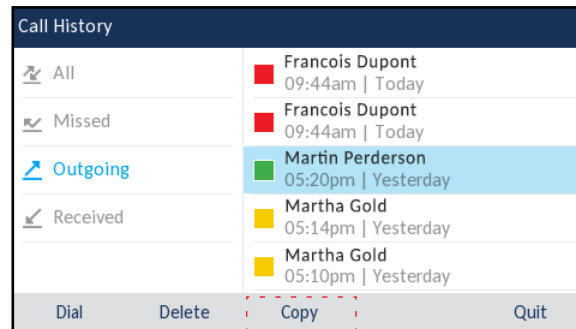 Call History
All
Missed
Outgoing
Received
Francois Dupont
09:44am | Today
Francois Dupont
09:44am | Today
Martin Perderson
05:20pm | Yesterday
Martha Gold
05:14pm | Yesterday
Martha Gold
05:10pm | Yesterday
Dial Delete Copy Quit